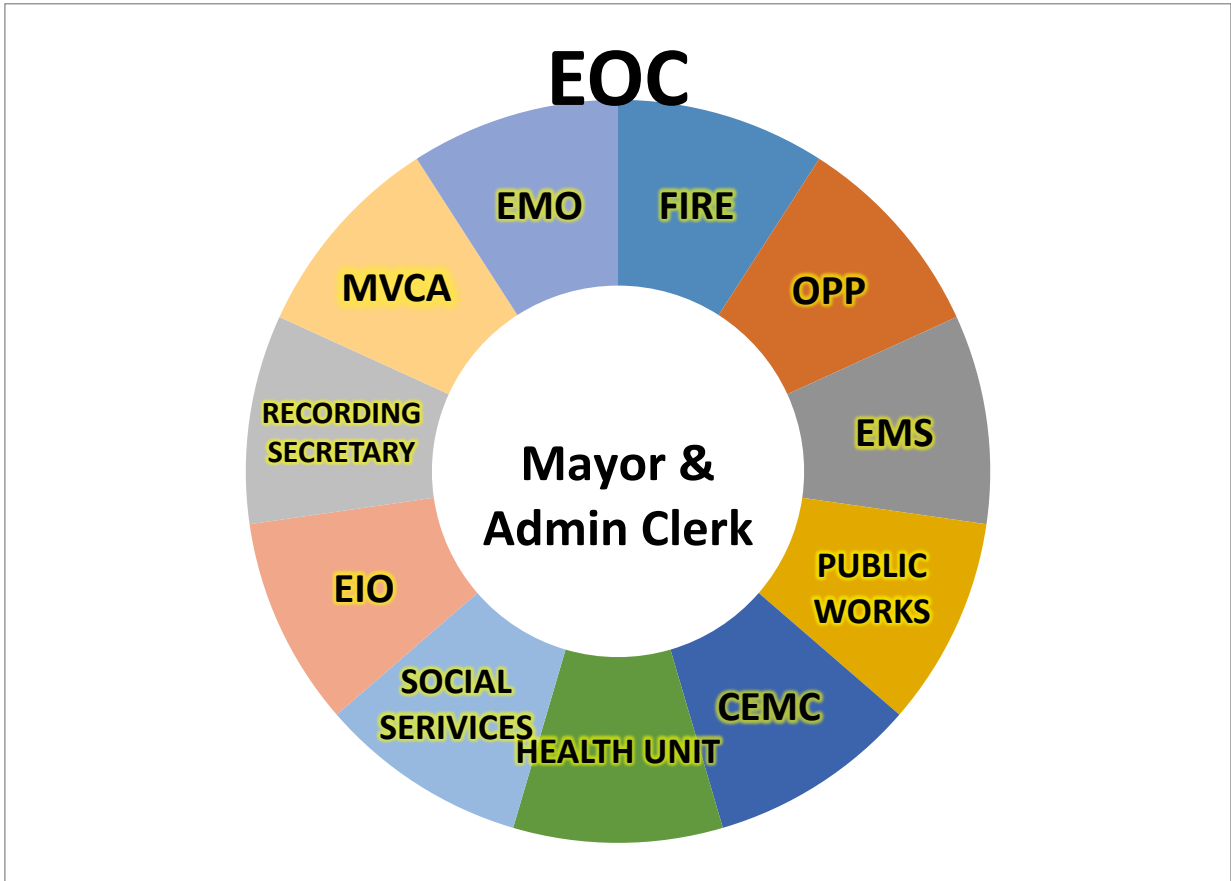 EOC
EMO
FIRE
MVCA
OPP
RECORDING
SECRETARY
EMS
Mayor &
Admin Clerk
PUBLIC
WORKS
EIO
SOCIAL
SERIVICES
CEMC
HEALTH UNIT